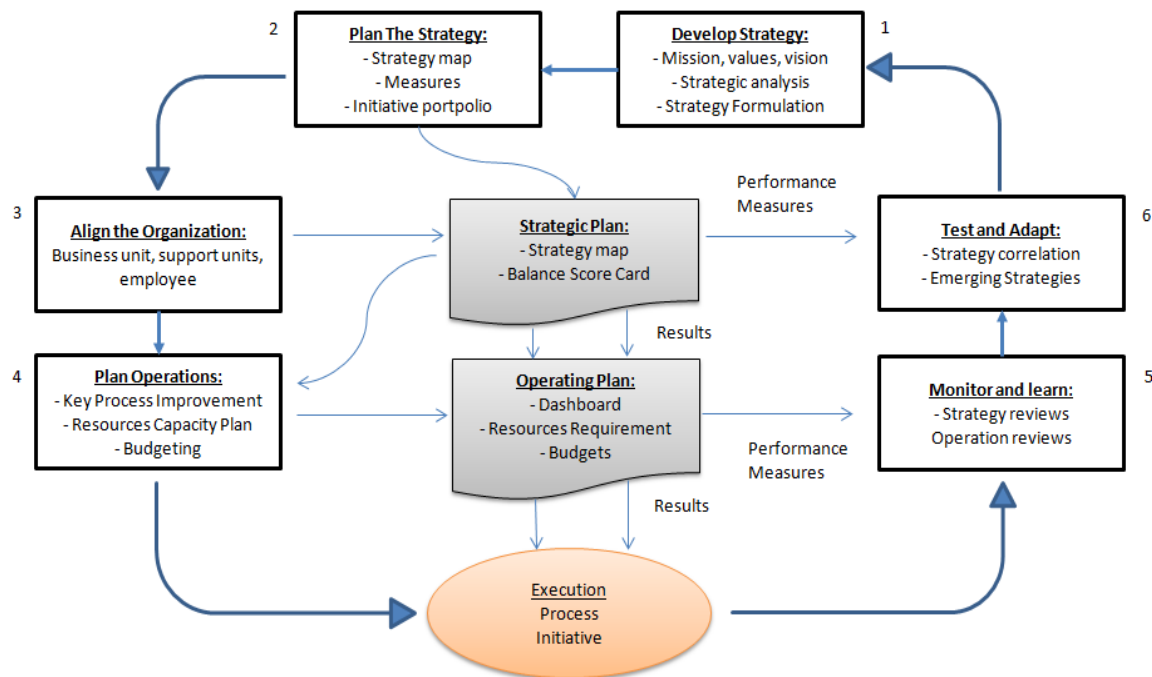 1
Develop Strategy:
- Mission, values, vision
- Strategic analysis
- Strategy Formulation
2
Plan The Strategy:
- Strategy map
- Measures
- Initiative portpolio
3
Align the Organization:
Business unit, support units,
employee
Strategic Plan:
- Strategy map
- Balance Score Card
Performance
Measures
6
Test and Adapt:
- Strategy correlation
- Emerging Strategies
Results
4
Plan Operations:
- Key Process Improvement
- Resources Capacity Plan
- Budgeting
Operating Plan:
- Dashboard
- Resources Requirement
- Budgets
Performance
Measures
5
Monitor and learn:
- Strategy reviews
Operation reviews
Results
Execution
Process
Initiative